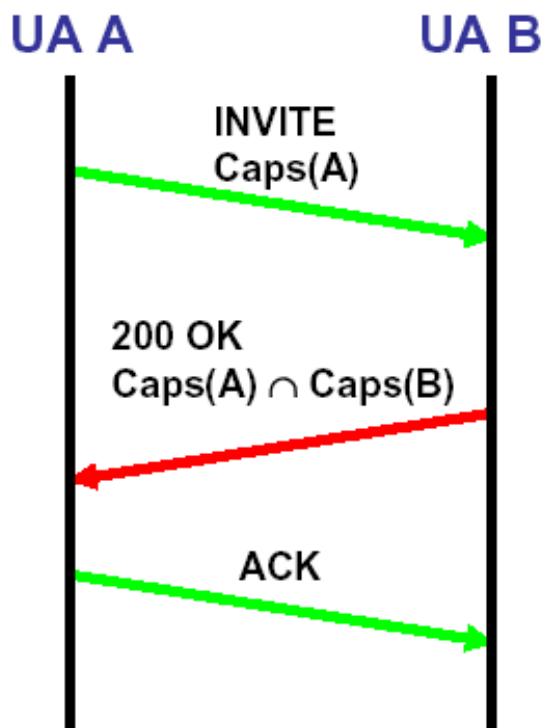 UA A
UA B
INVITE
Caps(A)
200 OK
Caps(A) ∩ Caps(B)
ACK